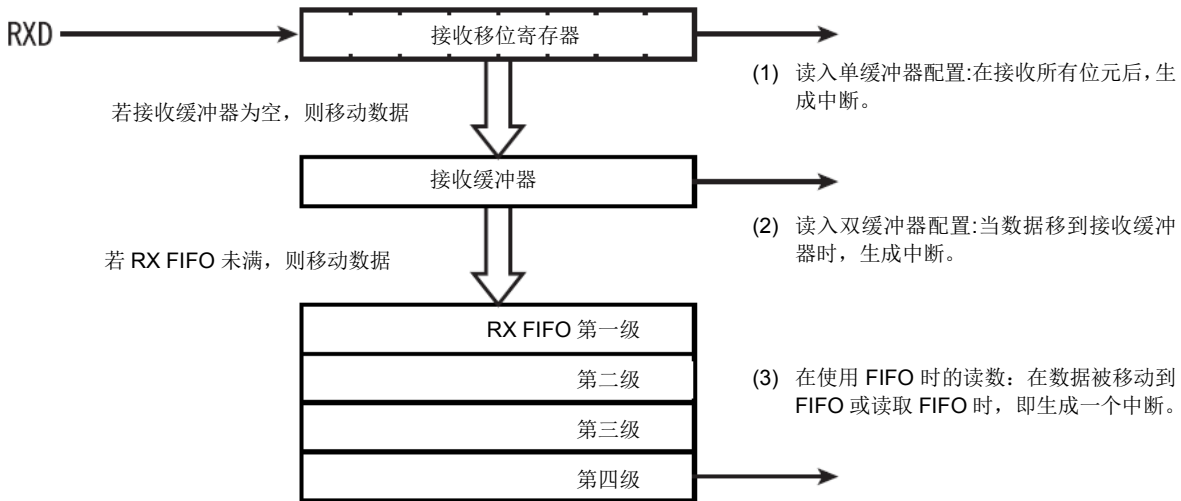 RXD
接收移位寄存器
(1) 读入单缓冲器配置:在接收所有位元后,生
成中断。
若接收缓冲器为空，则移动数据
接收缓冲器
(2) 读入双缓冲器配置:当数据移到接收缓冲
器时，生成中断。
若 RX FIFO 未满，则移动数据
RX FIFO 第一级
第二级
(3) 在使用 FIFO 时的读数：在数据被移动到
FIFO 或读取 FIFO 时，即生成一个中断。
第三级
第四级